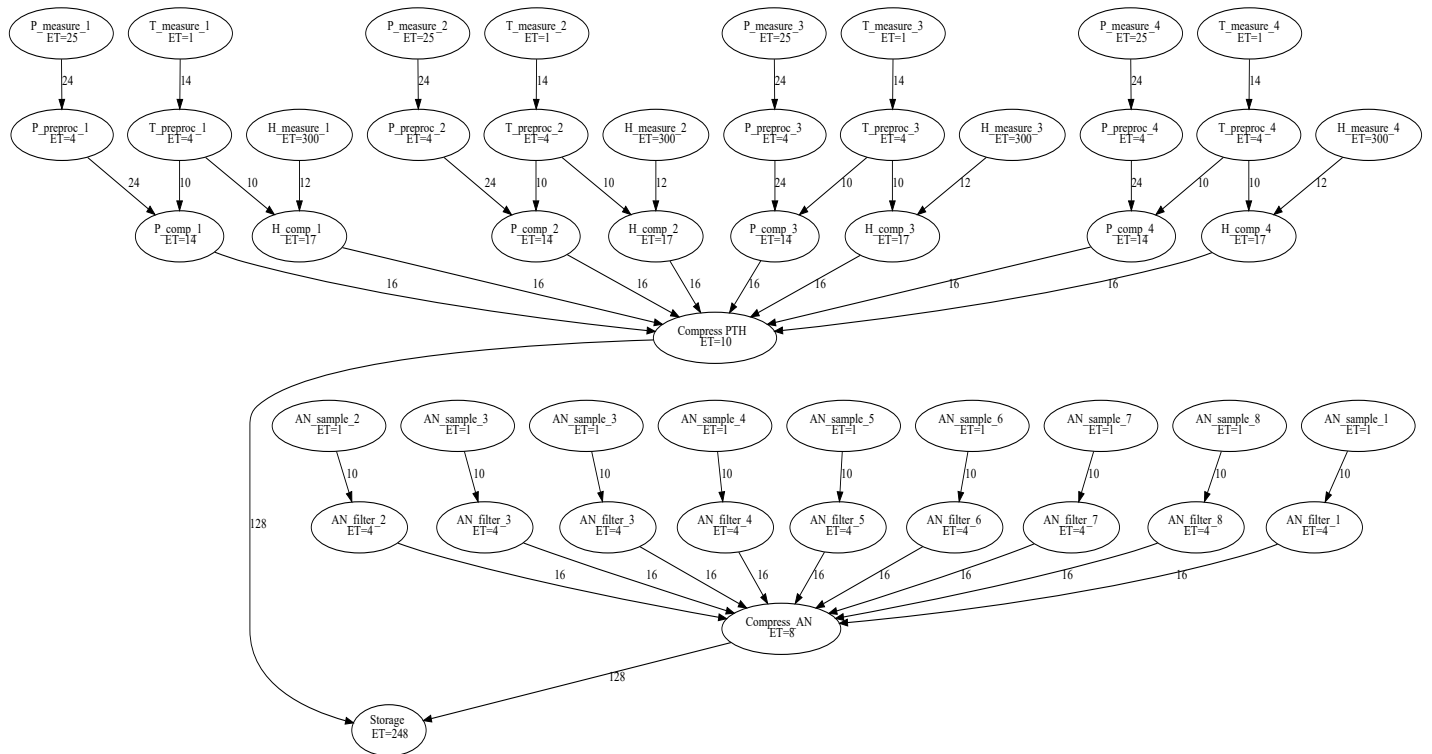 P_measure_1
ET=25
T_measure_1
ET=1
P_measure_2
ET=25
T_measure_2
ET=1
P_measure_3
ET=25
T_measure_3
ET=1
P_measure_4
ET=25
T_measure_4
ET=1
24
14
24
14
24
14
24
14
P_preproc_1
ET=4
T_preproc_1
ET=4
H_measure_1
ET=300
P_preproc_2
ET=4
T_preproc_2
ET=4
H_measure_2
ET=300
P_preproc_3
ET=4
T_preproc_3
ET=4
H_measure_3
ET=300
P_preproc_4
ET=4
T_preproc_4
ET=4
H_measure_4
ET=300
24
10
10
12
24
10
10
12
24
10
10
12
24
10
10
12
P_comp_1
ET=14
H_comp_1
ET=17
P_comp_2
ET=14
H_comp_2
ET=17
P_comp_3
ET=14
H_comp_3
ET=17
P_comp_4
ET=14
H_comp_4
ET=17
16
16
16
16
16
16
16
16
Compress PTH
ET=10
AN_sample_2
ET=1
AN_sample_3
ET=1
AN_sample_3
ET=1
AN_sample_4
ET=1
AN_sample_5
ET=1
AN_sample_6
ET=1
AN_sample_7
ET=1
AN_sample_8
ET=1
AN_sample_1
ET=1
10
10
10
10
10
10
10
10
10
128
AN_filter_2
ET=4
AN_filter_3
ET=4
AN_filter_3
ET=4
AN_filter_4
ET=4
AN_filter_5
ET=4
AN_filter_6
ET=4
AN_filter_7
ET=4
AN_filter_8
ET=4
AN_filter_1
ET=4
16
16
16
16
16
16
16
16
16
Compress_AN
ET=8
128
Storage
ET=248